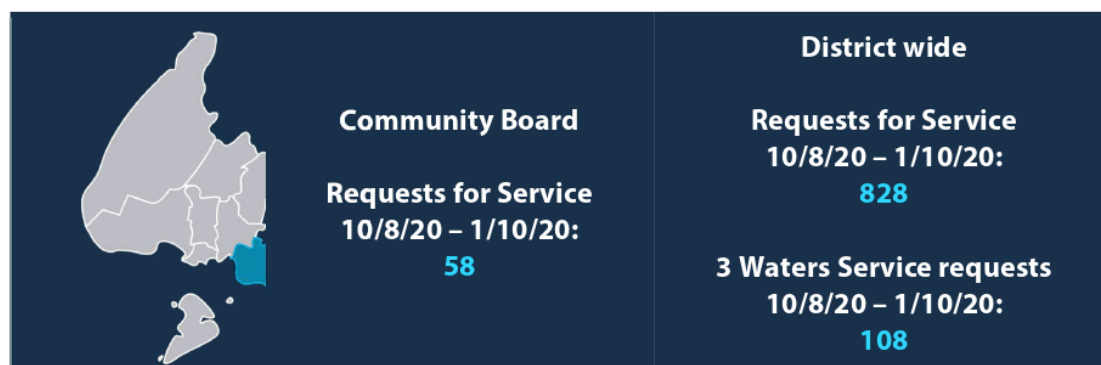 Community Board
Requests for Service
10/8/20 – 1/10/20:
58
District wide
Requests for Service
10/8/20 – 1/10/20:
828
3 Waters Service requests
10/8/20 – 1/10/20:
108